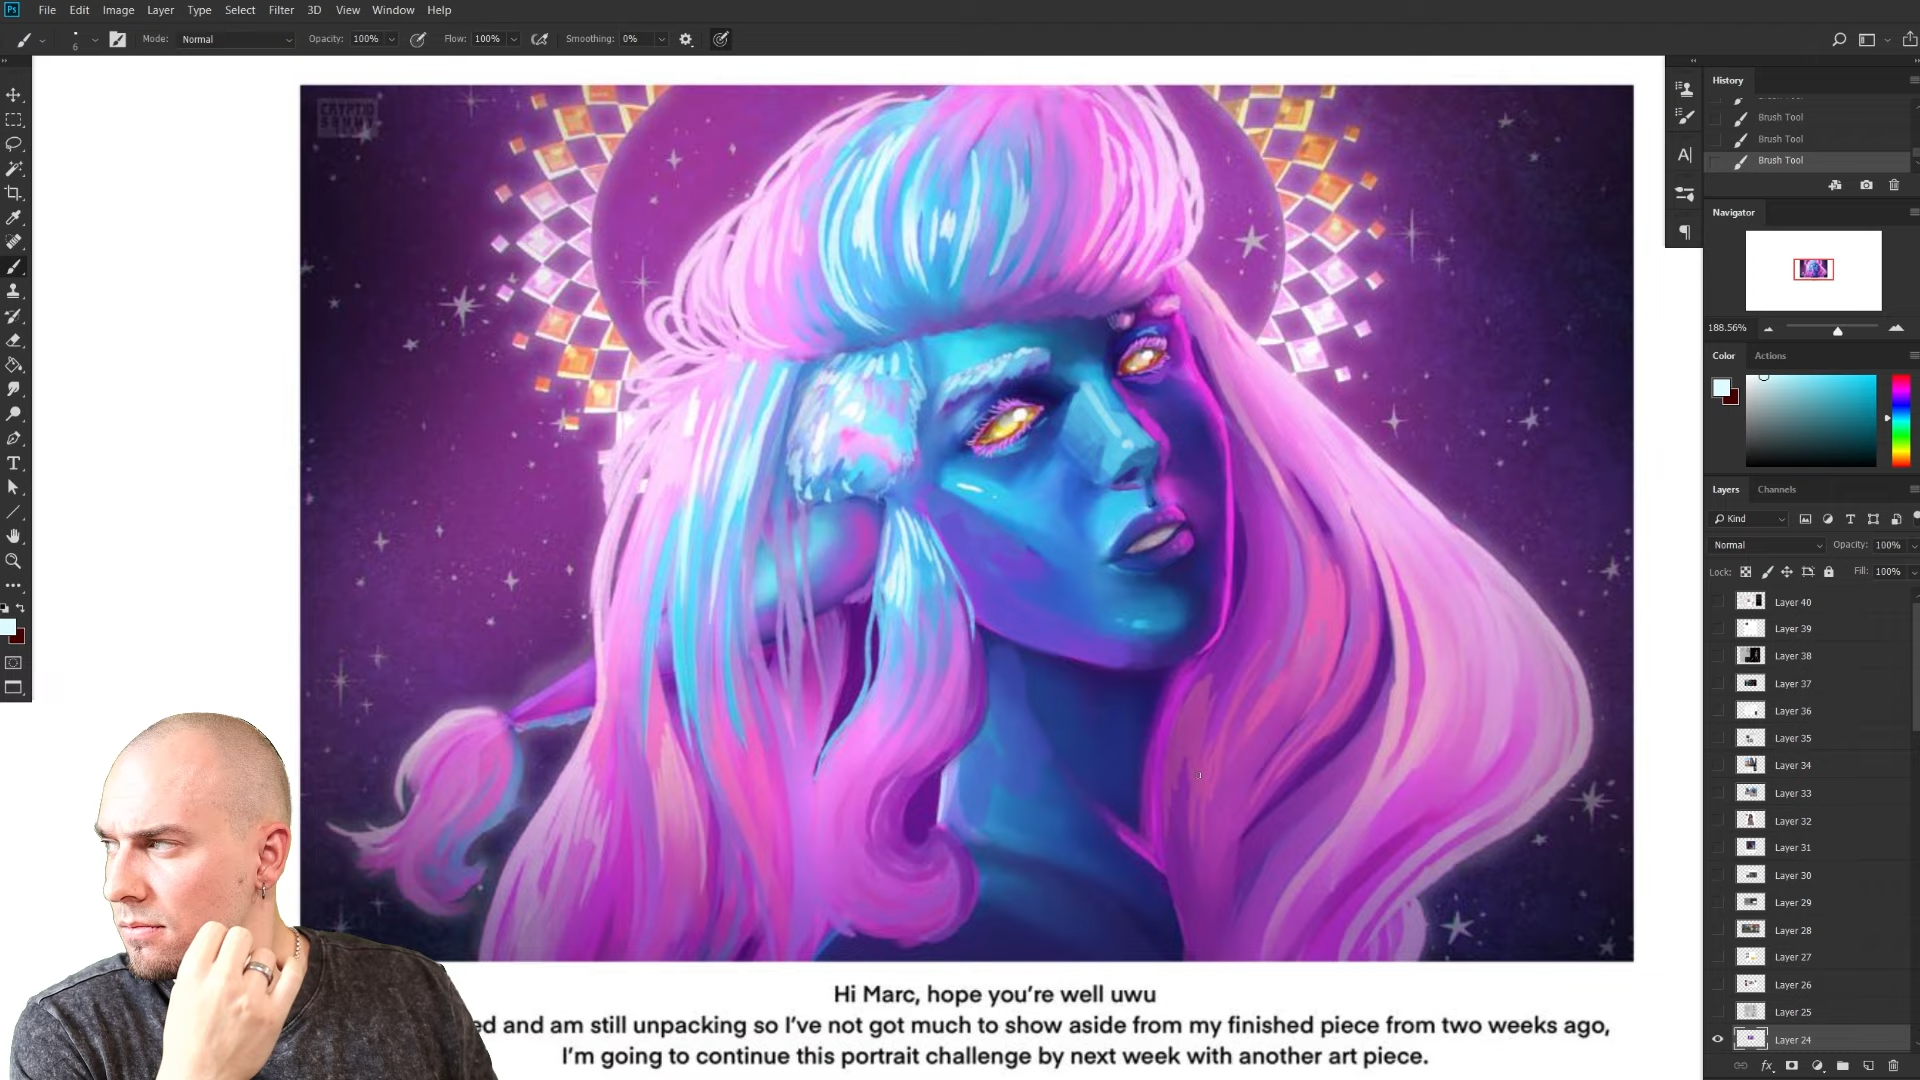 Ps File Edit Image Layer Type Select Filter 3D View Window Help
6 Mode: Normal Opacity: 100% Flow: 100% Smoothing: 0%
History
Brush Tool
Brush Tool
Brush Tool
Brush Tool
Navigator
188.56%
Color Actions
Layers Channels
Kind
Normal Opacity: 100%
Lock: Fill: 100%
Layer 40
Layer 39
Layer 38
Layer 37
Layer 36
Layer 35
Layer 34
Layer 33
Layer 32
Layer 31
Layer 30
Layer 29
Layer 28
Layer 27
Layer 26
Layer 25
Layer 24
Hi Marc, hope you're well uwu
ed and am still unpacking so I've not got much to show aside from my finished piece from two weeks ago,
I'm going to continue this portrait challenge by next week with another art piece.